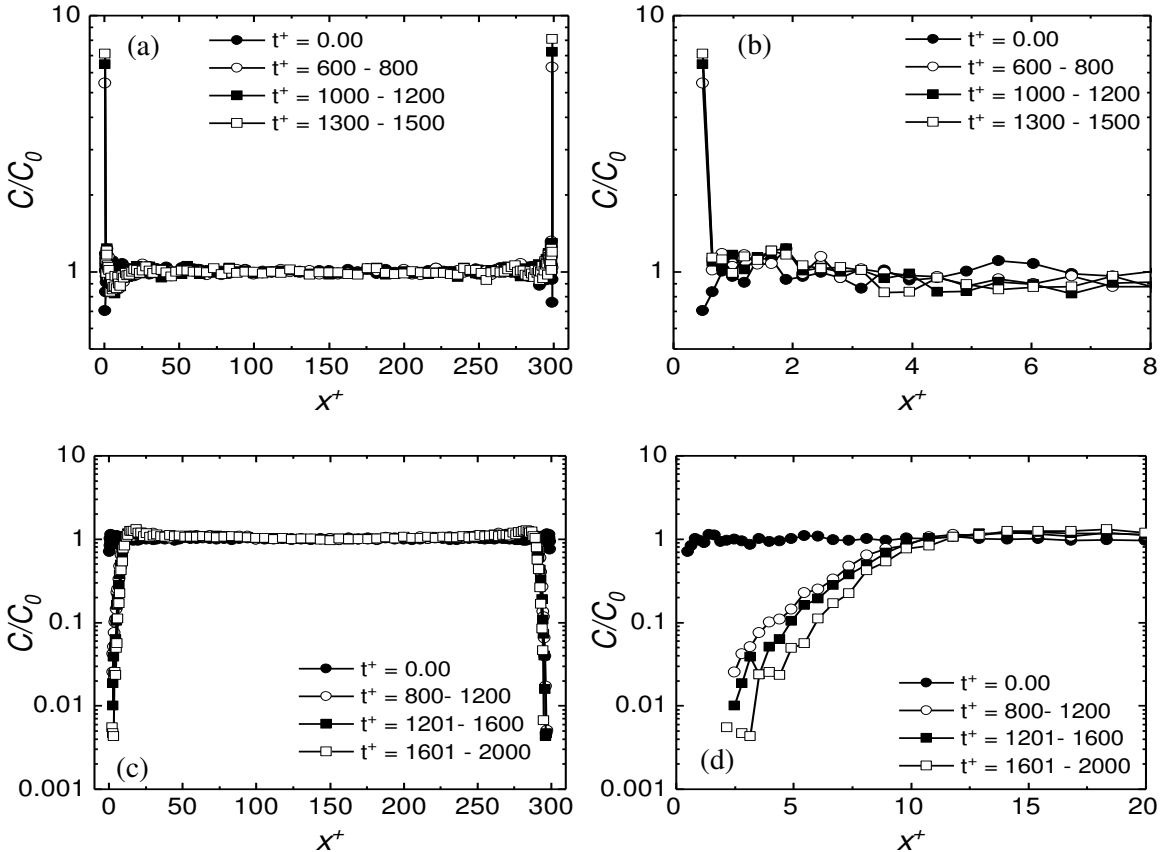 10
1
C/C0
(a)
t+ = 0.00
t+ = 600 - 800
t+ = 1000 - 1200
t+ = 1300 - 1500
0 50 100 150 200 250 300
x+
10
1
C/C0
(b)
t+ = 0.00
t+ = 600 - 800
t+ = 1000 - 1200
t+ = 1300 - 1500
0 2 4 6 8
x+
10
1
0.1
0.01
0.001
C/C0
t+ = 0.00
t+ = 800- 1200
t+ = 1201- 1600
t+ = 1601 - 2000
(c)
0 50 100 150 200 250 300
x+
10
1
0.1
0.01
0.001
C/C0
t+ = 0.00
t+ = 800- 1200
t+ = 1201- 1600
t+ = 1601 - 2000
(d)
0 5 10 15 20
x+